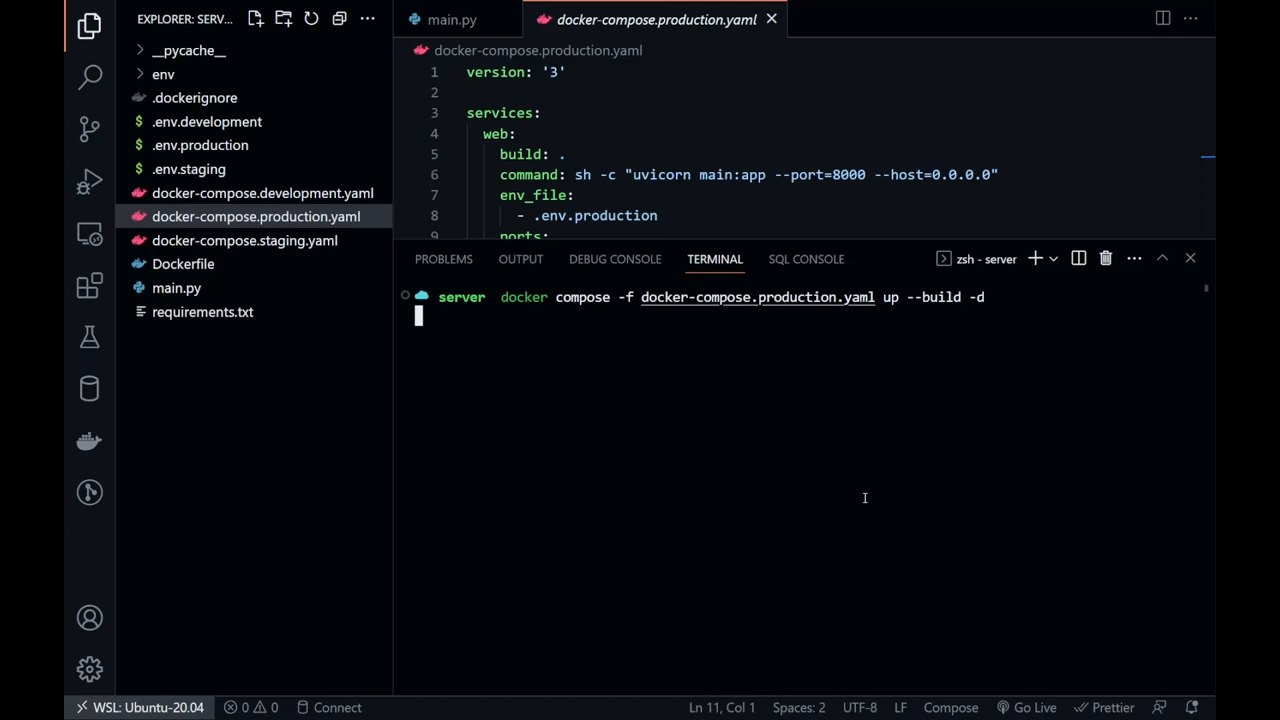 EXPLORER: SERV...
__pycache__
env
.dockerignore
$ .env.development
$ .env.production
$ .env.staging
docker-compose.development.yaml
docker-compose.production.yaml
docker-compose.staging.yaml
Dockerfile
main.py
requirements.txt
main.py
docker-compose.production.yaml
docker-compose.production.yaml
1 version: '3'
2
3 services:
4 web:
5 build: .
6 command: sh -c "uvicorn main:app --port=8000 --host=0.0.0.0"
7 env_file:
8 - .env.production
9 ports:
PROBLEMS OUTPUT DEBUG CONSOLE TERMINAL SQL CONSOLE zsh - server
server docker compose -f docker-compose.production.yaml up --build -d
WSL: Ubuntu-20.04 0 0 Connect Ln 11, Col 1 Spaces: 2 UTF-8 LF Compose Go Live Prettier